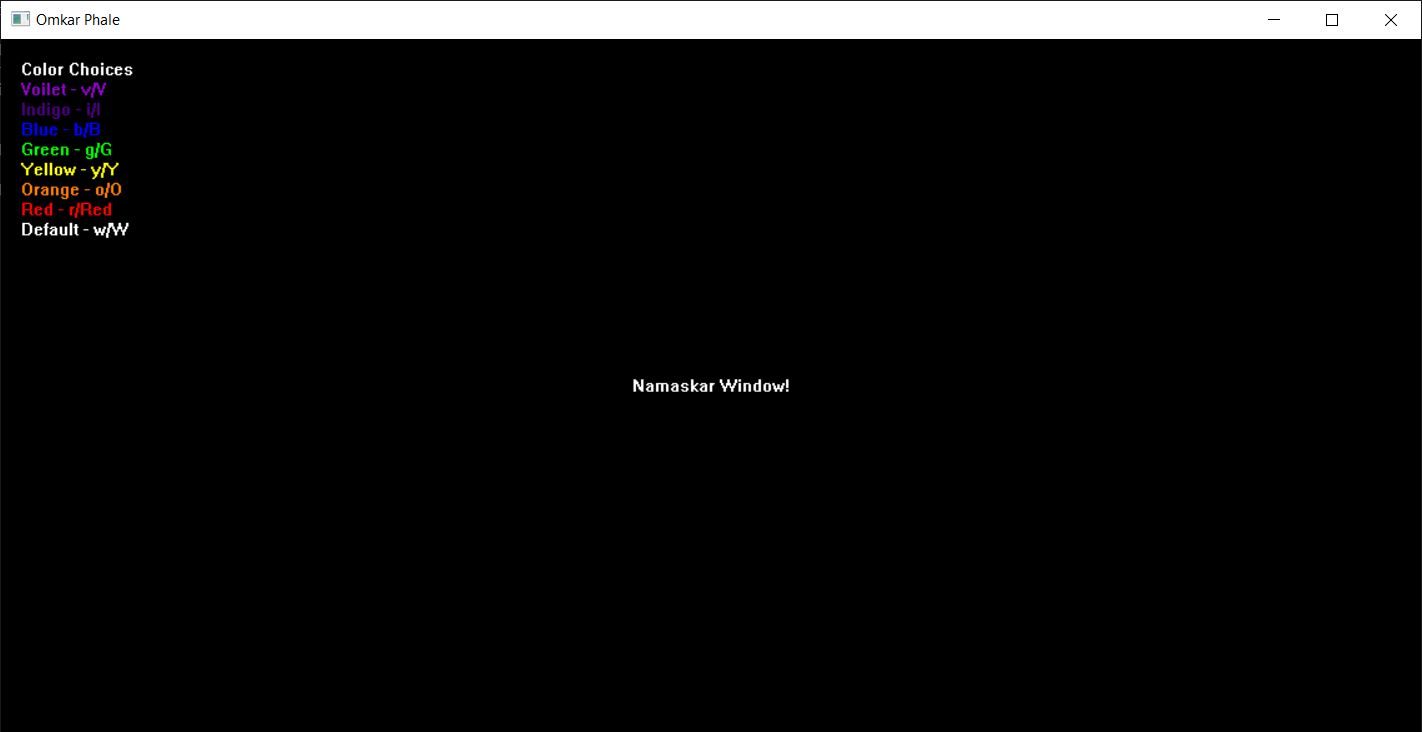 Omkar Phale
Color Choices
Voilet - v/V
Indigo - i/I
Blue - b/B
Green - g/G
Yellow - y/Y
Orange - o/O
Red - r/Red
Default - w/W
Namaskar Window!